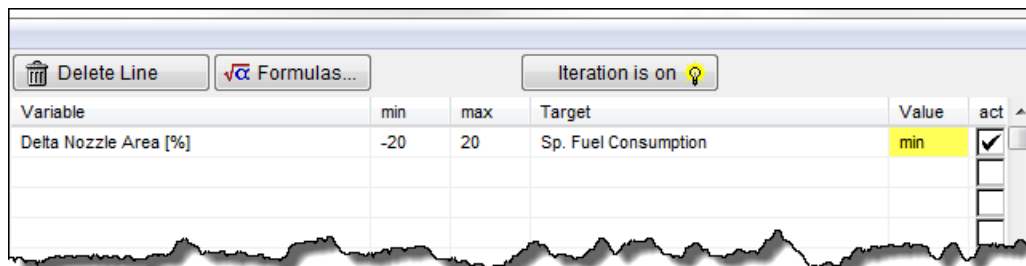 Delete Line √α Formulas... Iteration is on
Variable min max Target Value act
Delta Nozzle Area [%] -20 20 Sp. Fuel Consumption min